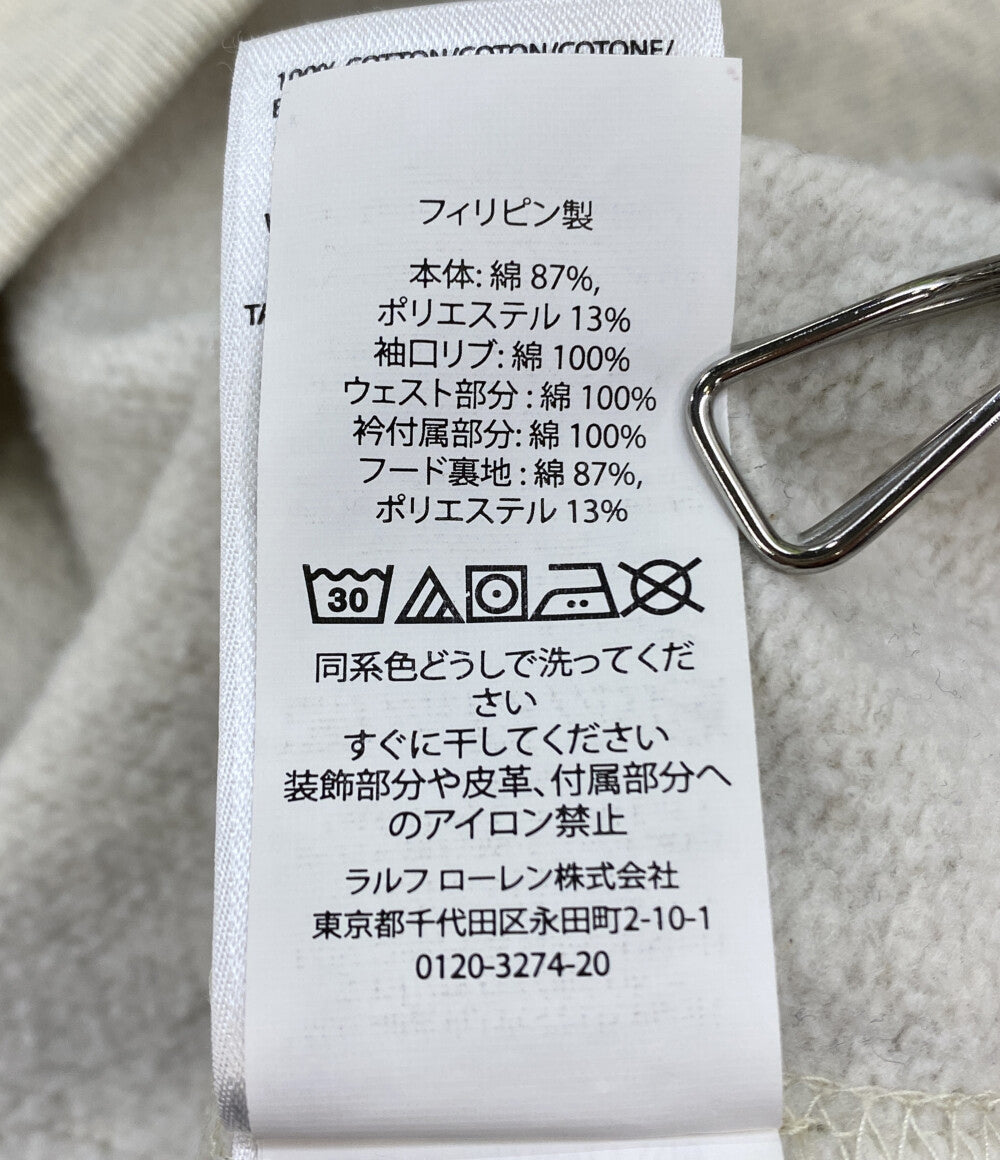 100% COTTON/COTON/COTONE/
フィリピン製
本体: 綿 87%,
ポリエステル 13%
袖口リブ: 綿 100%
ウェスト部分 : 綿 100%
衿付属部分: 綿 100%
フード裏地 : 綿 87%,
ポリエステル 13%
30
同系色どうしで洗ってくだ
さい
すぐに干してください
装飾部分や皮革、付属部分へ
のアイロン禁止
ラルフ ローレン株式会社
東京都千代田区永田町2-10-1
0120-3274-20